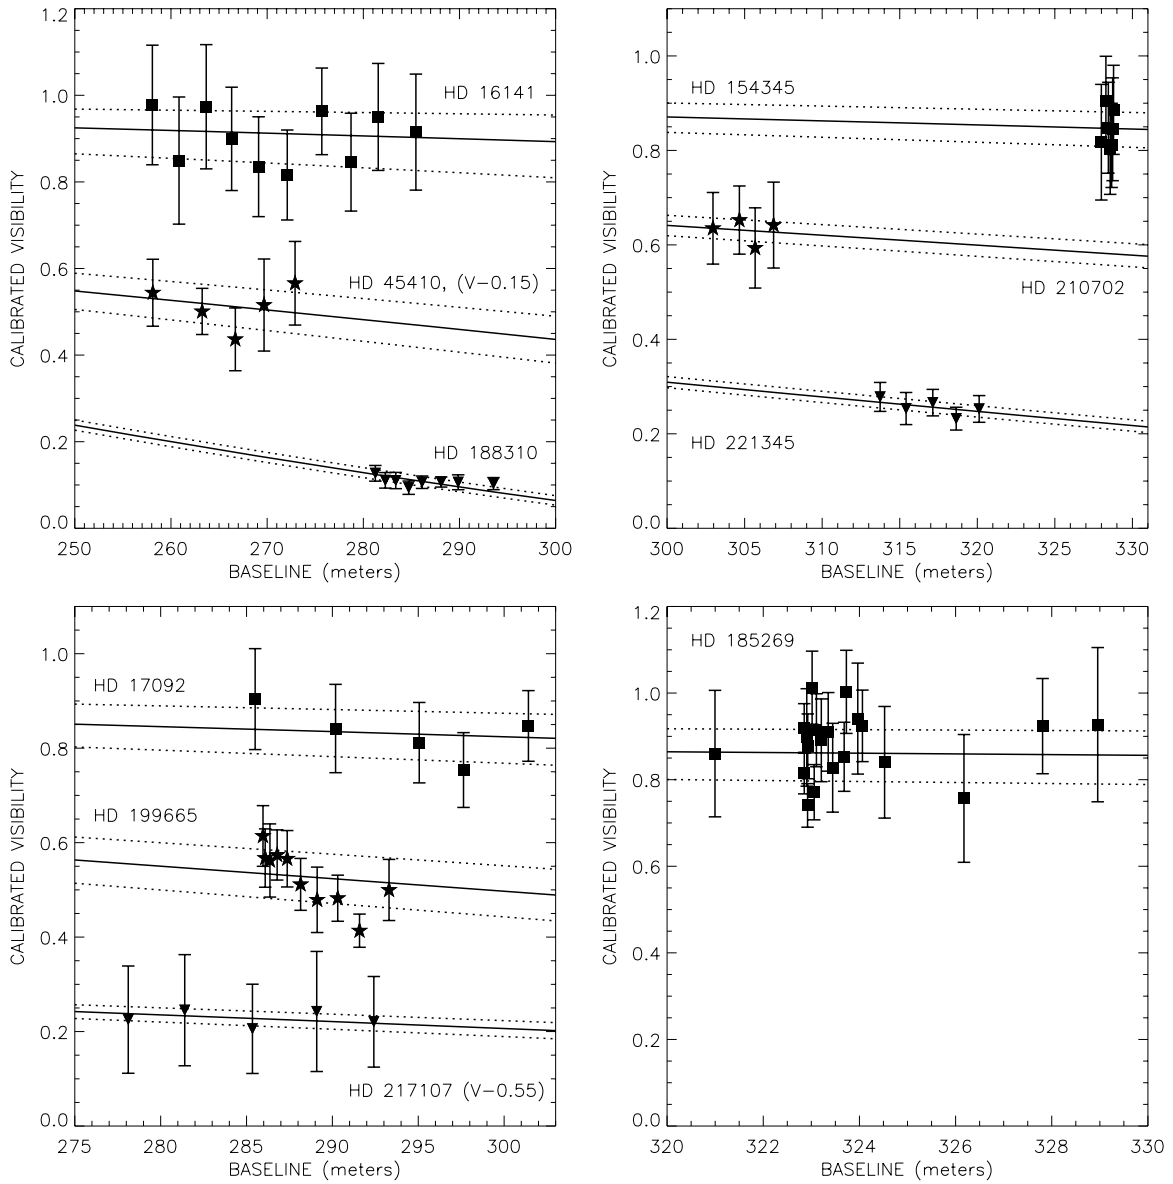 1.2
1.0
0.8
0.6
0.4
0.2
0.0
CALIBRATED VISIBILITY
HD 16141
HD 45410, (V-0.15)
HD 188310
250 260 270 280 290 300
BASELINE (meters)
1.0
0.8
0.6
0.4
0.2
0.0
CALIBRATED VISIBILITY
HD 154345
HD 210702
HD 221345
300 305 310 315 320 325 330
BASELINE (meters)
1.0
0.8
0.6
0.4
0.2
0.0
CALIBRATED VISIBILITY
HD 17092
HD 199665
HD 217107 (V-0.55)
275 280 285 290 295 300
BASELINE (meters)
1.2
1.0
0.8
0.6
0.4
0.2
0.0
CALIBRATED VISIBILITY
HD 185269
320 322 324 326 328 330
BASELINE (meters)